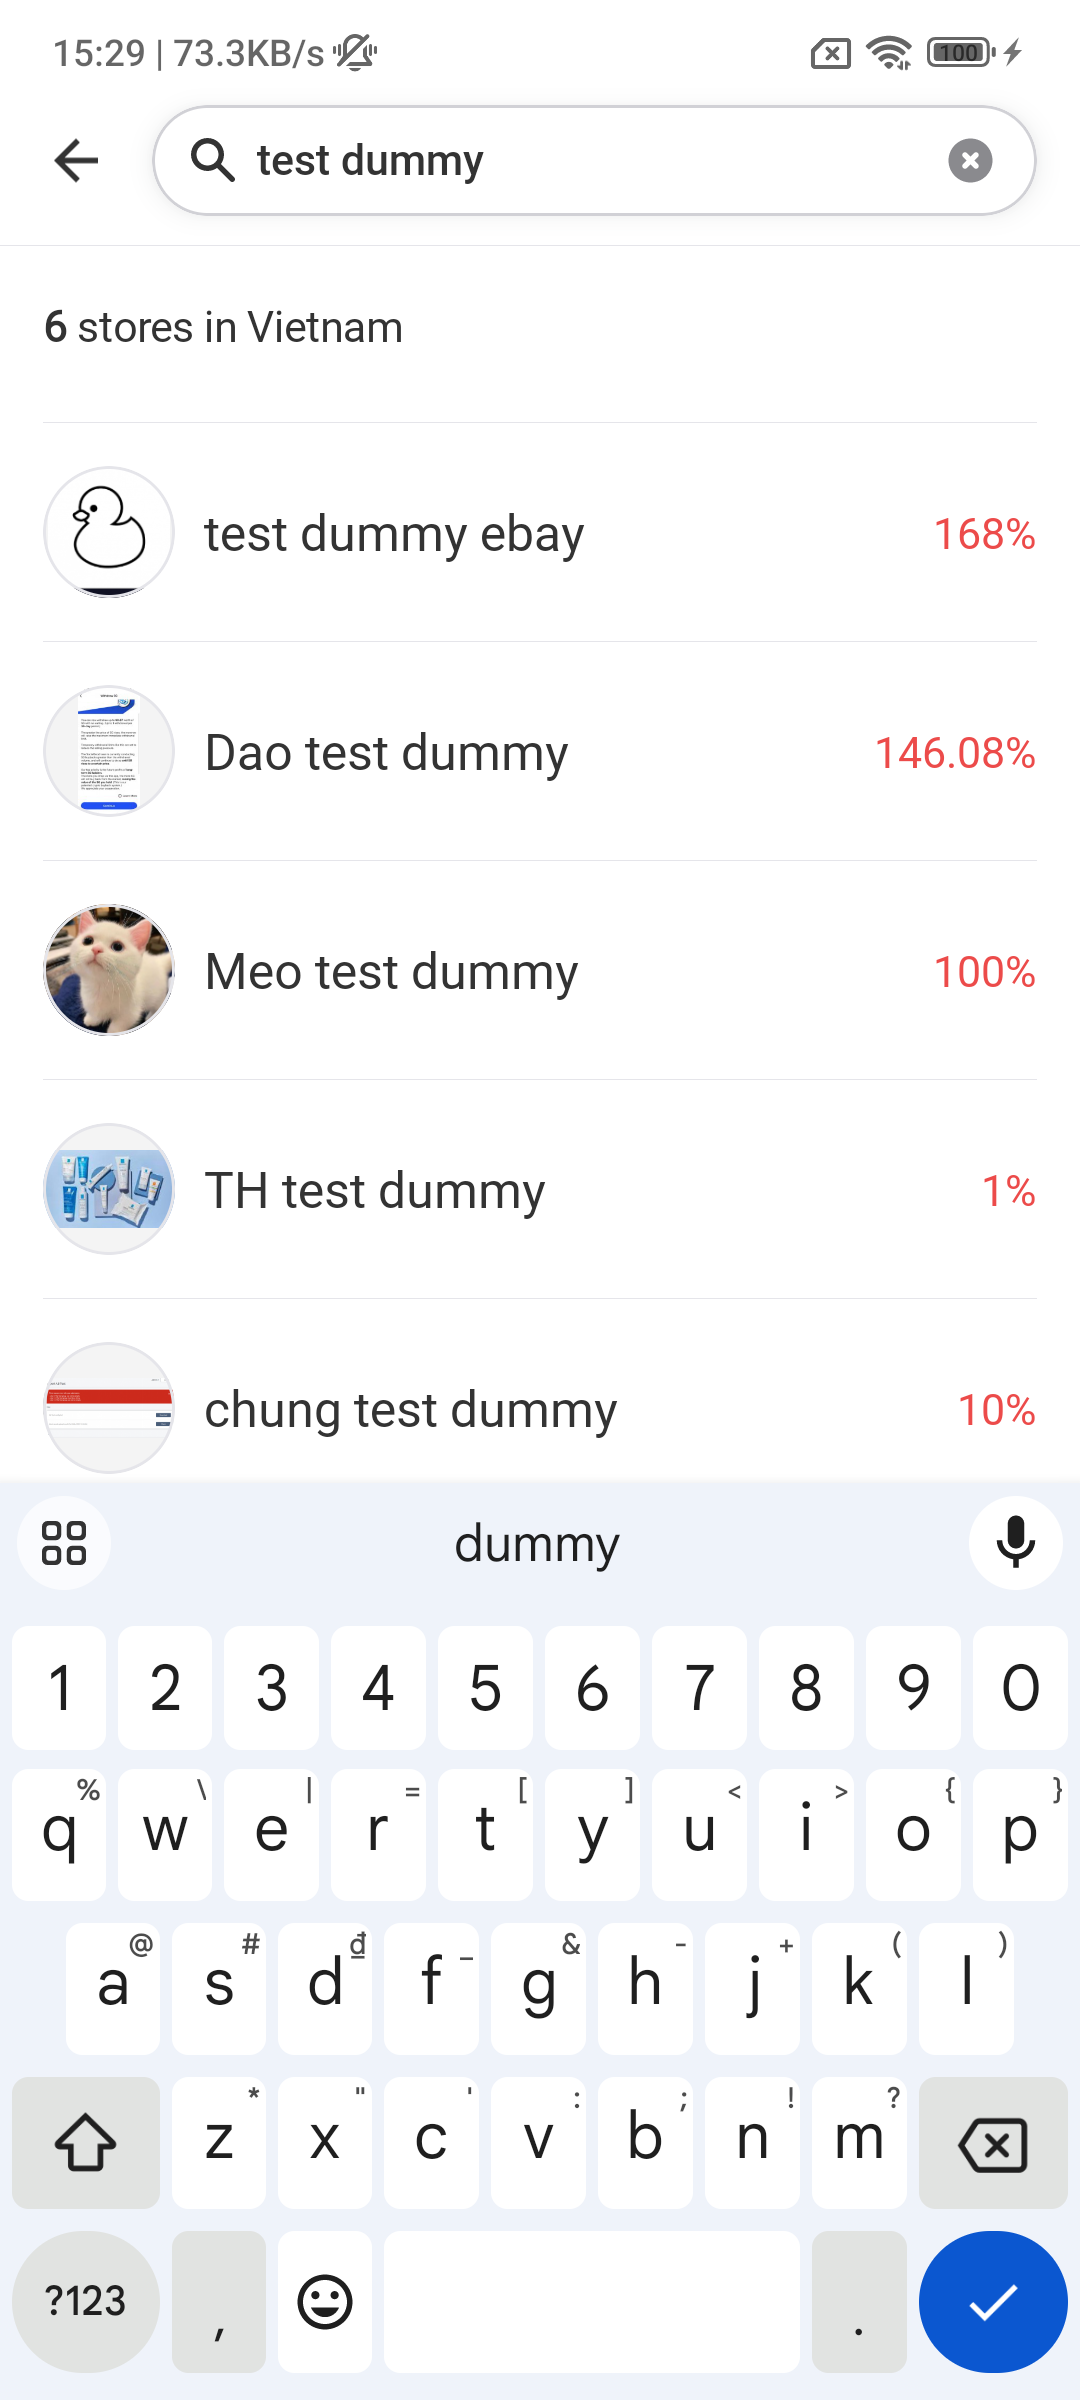 15:29 | 73.3KB/s
100
test dummy
6 stores in Vietnam
test dummy ebay 168%
Dao test dummy 146.08%
Meo test dummy 100%
TH test dummy 1%
chung test dummy 10%
dummy
1 2 3 4 5 6 7 8 9 0
% \ | = [ ] < > { }
q w e r t y u i o p
@ # ₫ _ & - + ( )
a s d f g h j k l
* " ' : ; ! ?
z x c v b n m
?123 , .